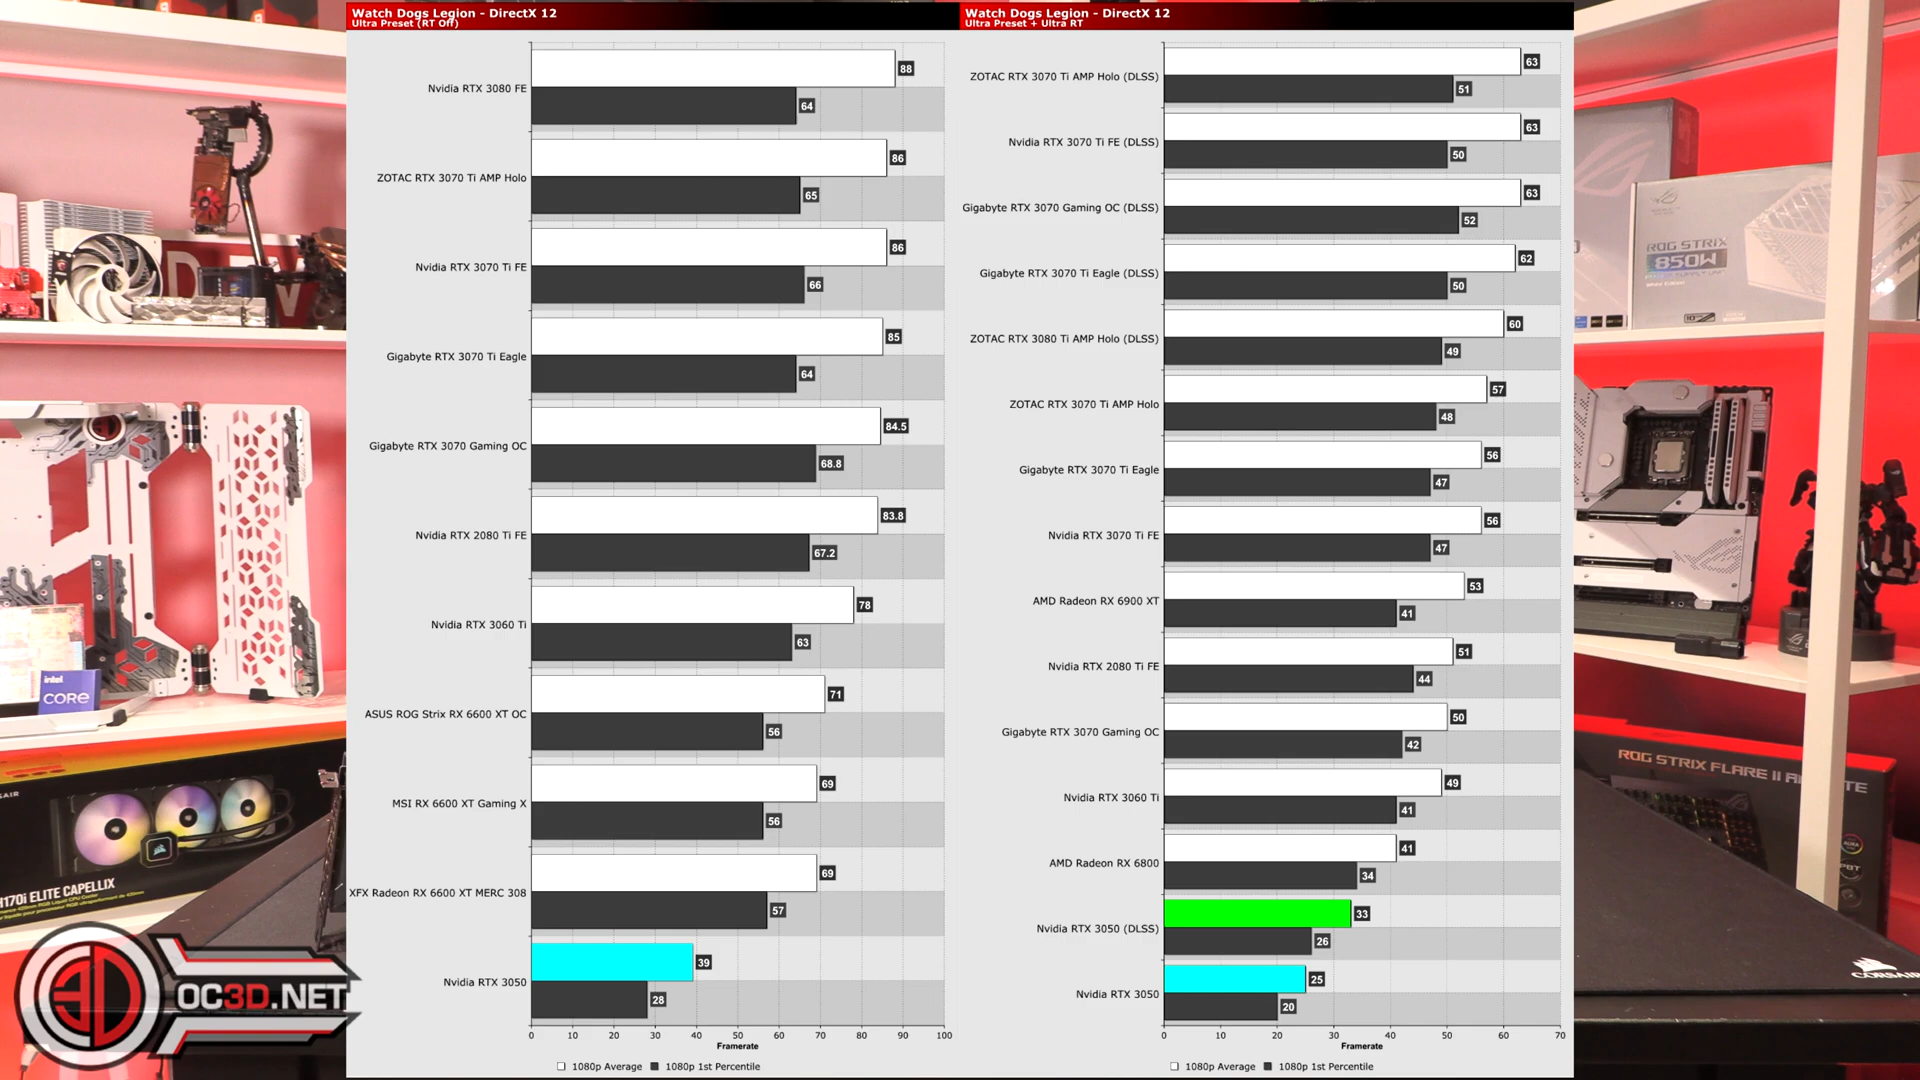 Watch Dogs Legion - DirectX 12
Ultra Preset (RT Off)
Nvidia RTX 3080 FE
88
64
ZOTAC RTX 3070 Ti AMP Holo
86
65
Nvidia RTX 3070 Ti FE
86
66
Gigabyte RTX 3070 Ti Eagle
85
64
Gigabyte RTX 3070 Gaming OC
84.5
68.8
Nvidia RTX 2080 Ti FE
83.8
67.2
Nvidia RTX 3060 Ti
78
63
ASUS ROG Strix RX 6600 XT OC
71
56
MSI RX 6600 XT Gaming X
69
56
XFX Radeon RX 6600 XT MERC 308
69
57
Nvidia RTX 3050
39
28
0 10 20 30 40 50 60 70 80 90 100
Framerate
1080p Average 1080p 1st Percentile
Watch Dogs Legion - DirectX 12
Ultra Preset + Ultra RT
ZOTAC RTX 3070 Ti AMP Holo (DLSS)
63
51
Nvidia RTX 3070 Ti FE (DLSS)
63
50
Gigabyte RTX 3070 Gaming OC (DLSS)
63
52
Gigabyte RTX 3070 Ti Eagle (DLSS)
62
50
ZOTAC RTX 3080 Ti AMP Holo (DLSS)
60
49
ZOTAC RTX 3070 Ti AMP Holo
57
48
Gigabyte RTX 3070 Ti Eagle
56
47
Nvidia RTX 3070 Ti FE
56
47
AMD Radeon RX 6900 XT
53
41
Nvidia RTX 2080 Ti FE
51
44
Gigabyte RTX 3070 Gaming OC
50
42
Nvidia RTX 3060 Ti
49
41
AMD Radeon RX 6800
41
34
Nvidia RTX 3050 (DLSS)
33
26
Nvidia RTX 3050
25
20
0 10 20 30 40 50 60 70
Framerate
1080p Average 1080p 1st Percentile
intel
CORE
H170i ELITE CAPELLIX
OC3D.NET
ROG STRIX
850W
ROG STRIX FLARE II
CORSAIR